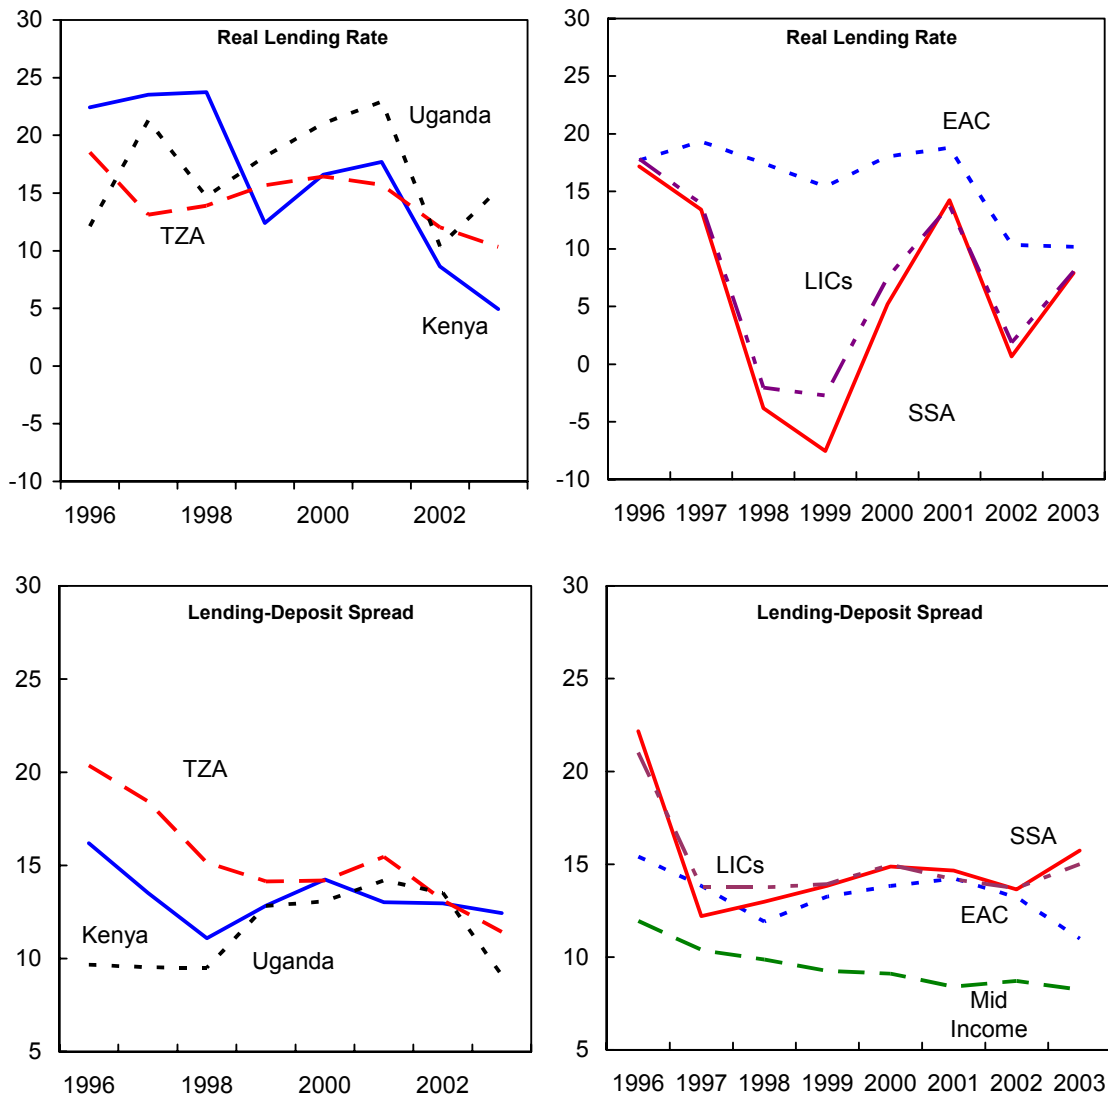 Real Lending Rate
30
25
20
15
10
5
0
-5
-10
Uganda
TZA
Kenya
1996 1998 2000 2002
Real Lending Rate
30
25
20
15
10
5
0
-5
-10
EAC
LICs
SSA
1996 1997 1998 1999 2000 2001 2002 2003
Lending-Deposit Spread
30
25
20
15
10
5
TZA
Kenya
Uganda
1996 1998 2000 2002
Lending-Deposit Spread
30
25
20
15
10
5
SSA
LICs
EAC
Mid
Income
1996 1997 1998 1999 2000 2001 2002 2003